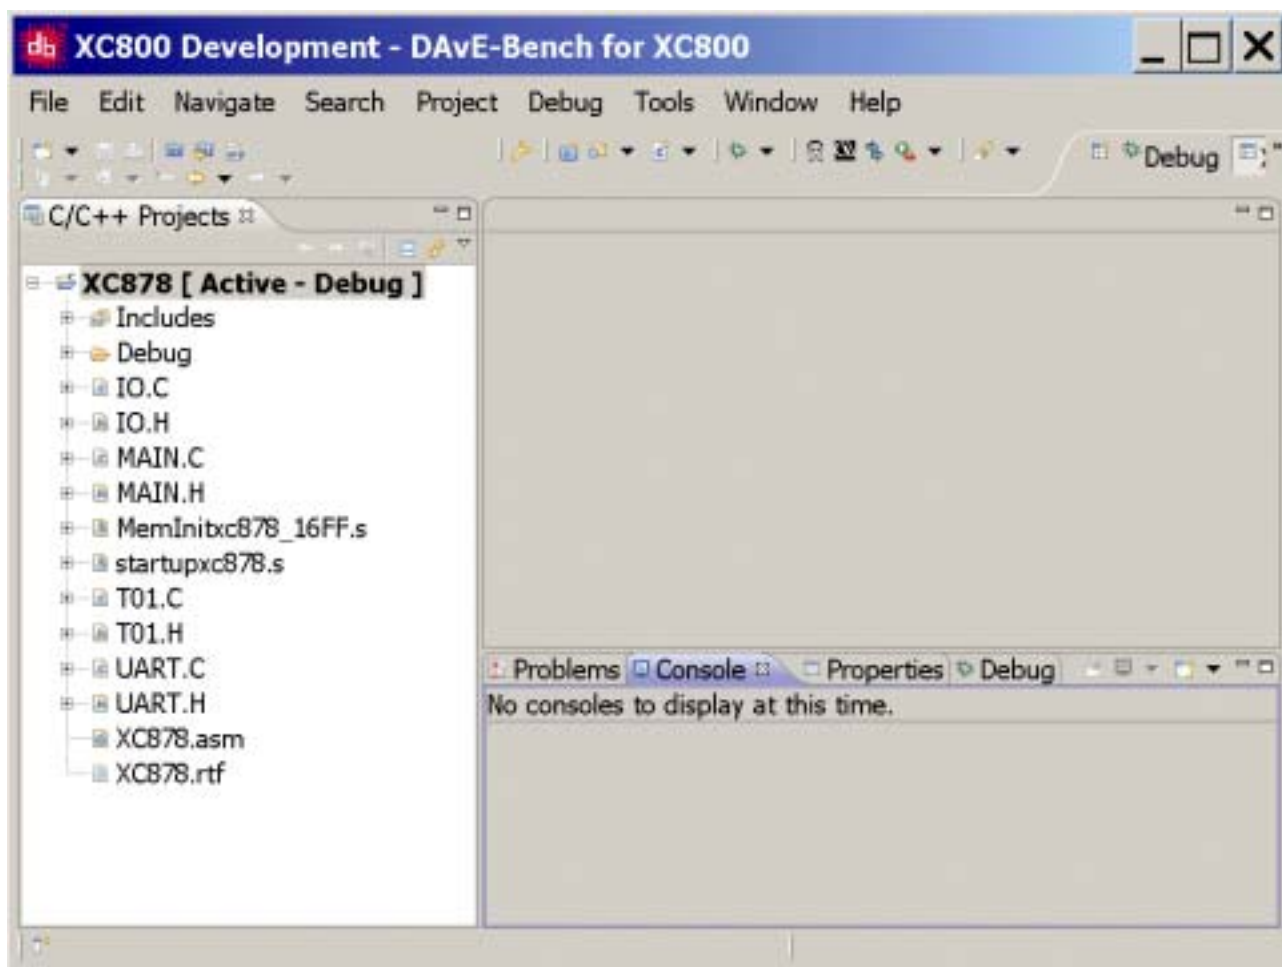 db XC800 Development - DAvE-Bench for XC800
File Edit Navigate Search Project Debug Tools Window Help
Debug
C/C++ Projects
XC878 [ Active - Debug ]
Includes
Debug
IO.C
IO.H
MAIN.C
MAIN.H
MemInitxc878_16FF.s
startupxc878.s
T01.C
T01.H
UART.C
UART.H
XC878.asm
XC878.rtf
Problems Console Properties Debug
No consoles to display at this time.